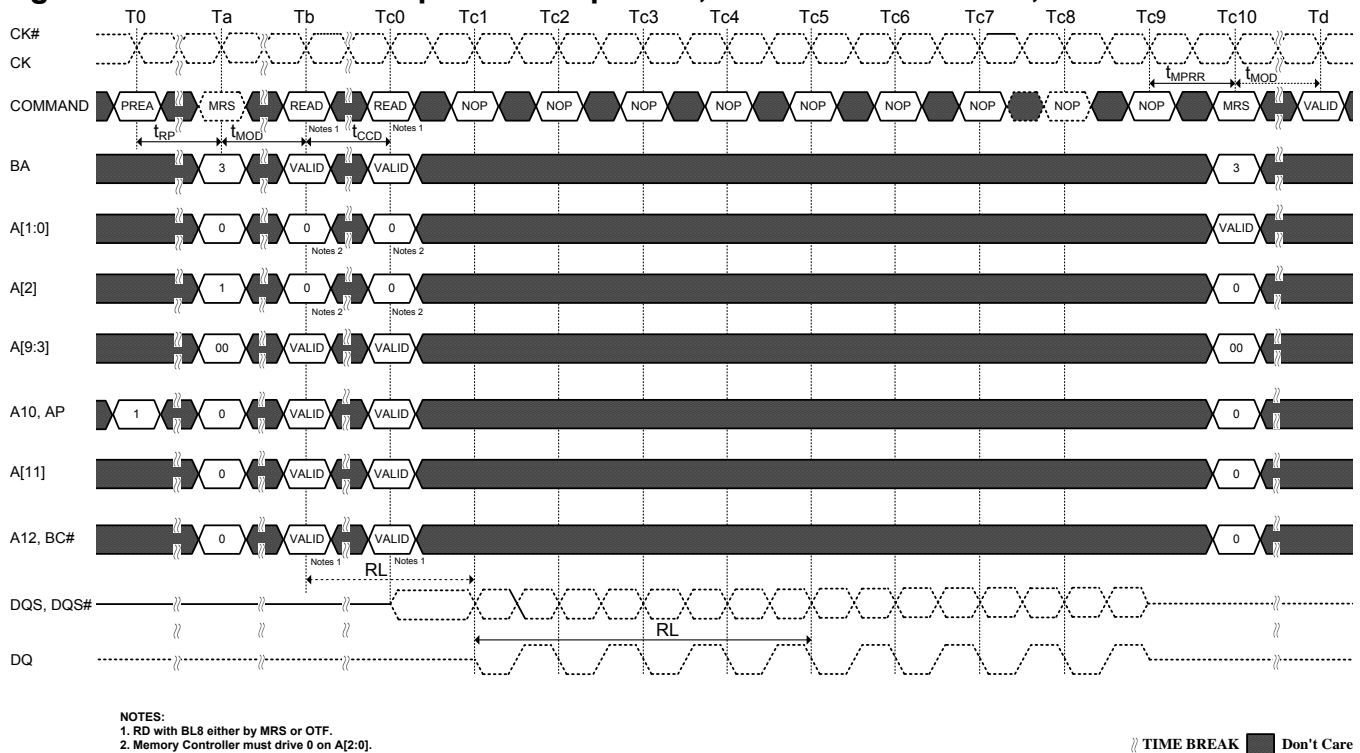 T0 Ta Tb Tc0 Tc1 Tc2 Tc3 Tc4 Tc5 Tc6 Tc7 Tc8 Tc9 Tc10 Td
CK#
CK
tMPRR tMOD
COMMAND PREA MRS READ READ NOP NOP NOP NOP NOP NOP NOP NOP NOP MRS VALID
Notes 1 Notes 1
tRP tMOD tCCD
BA 3 VALID VALID 3
A[1:0] 0 0 0 VALID
Notes 2 Notes 2
A[2] 1 0 0 0
Notes 2 Notes 2
A[9:3] 00 VALID VALID 00
A10, AP 1 0 VALID VALID 0
A[11] 0 VALID VALID 0
A12, BC# 0 VALID VALID 0
Notes 1 Notes 1
RL
DQS, DQS#
RL
DQ
NOTES:
1. RD with BL8 either by MRS or OTF.
2. Memory Controller must drive 0 on A[2:0].
TIME BREAK Don't Care